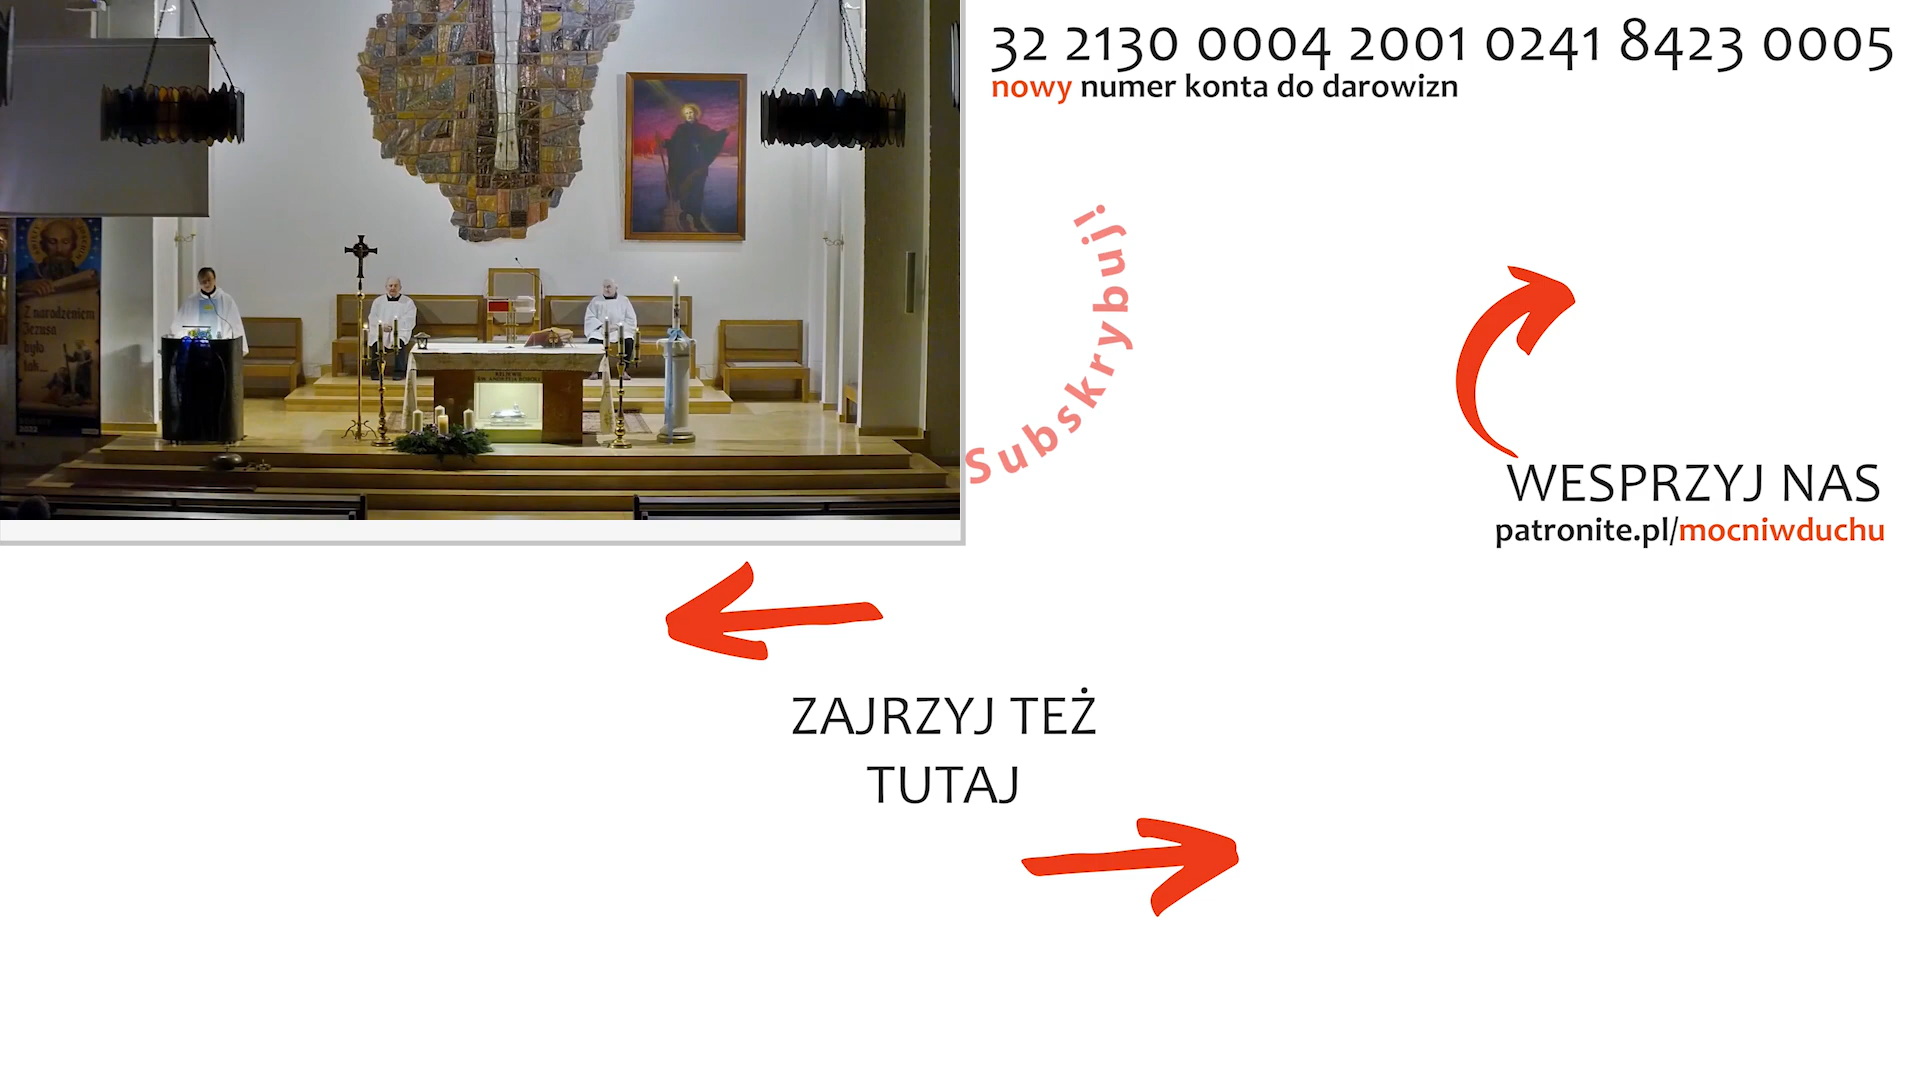 32 2130 0004 2001 0241 8423 0005
nowy numer konta do darowizn
Subskrybuj!
WESPRZYJ NAS
patronite.pl/mocniwduchu
ZAJRZYJ TEŻ
TUTAJ
Z narodzeniem
Jezusa
było
tak...